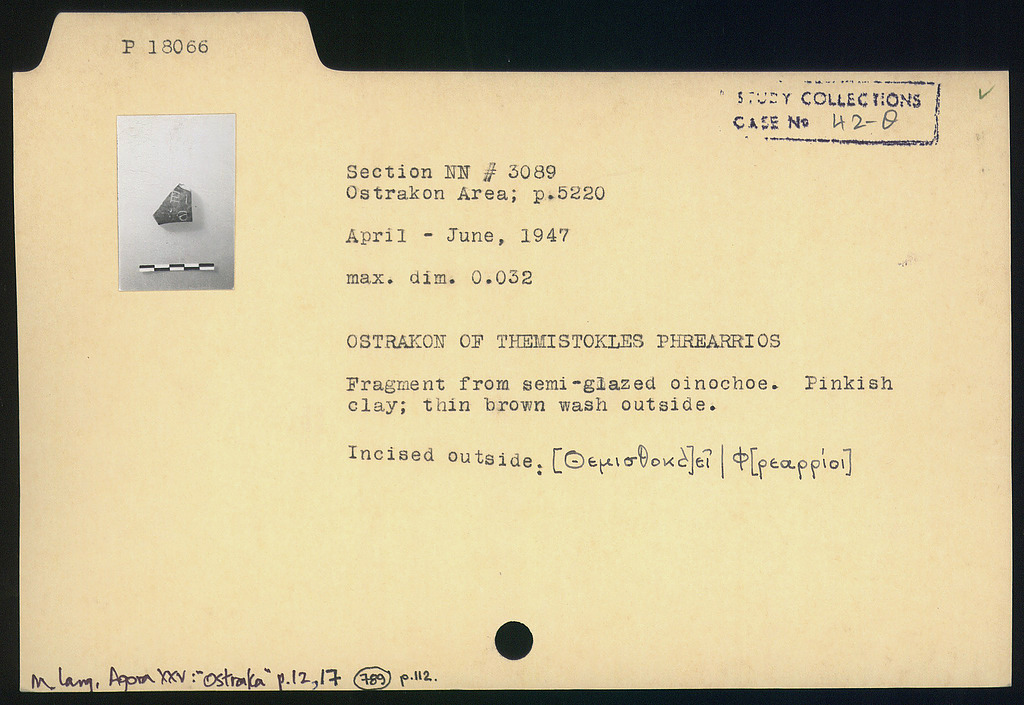 P 18066
STUDY COLLECTIONS
CASE No 42-θ
Section NN # 3089
Ostrakon Area; p.5220
April - June, 1947
max. dim. 0.032
OSTRAKON OF THEMISTOKLES PHREARRIOS
Fragment from semi-glazed oinochoe. Pinkish
clay; thin brown wash outside.
Incised outside: [Θεμισθοκλ]εῖ | Φ[ρεαρρίοι]
M. Lang, Agora XXV: "Ostraka" p.12, 17 789 p.112.